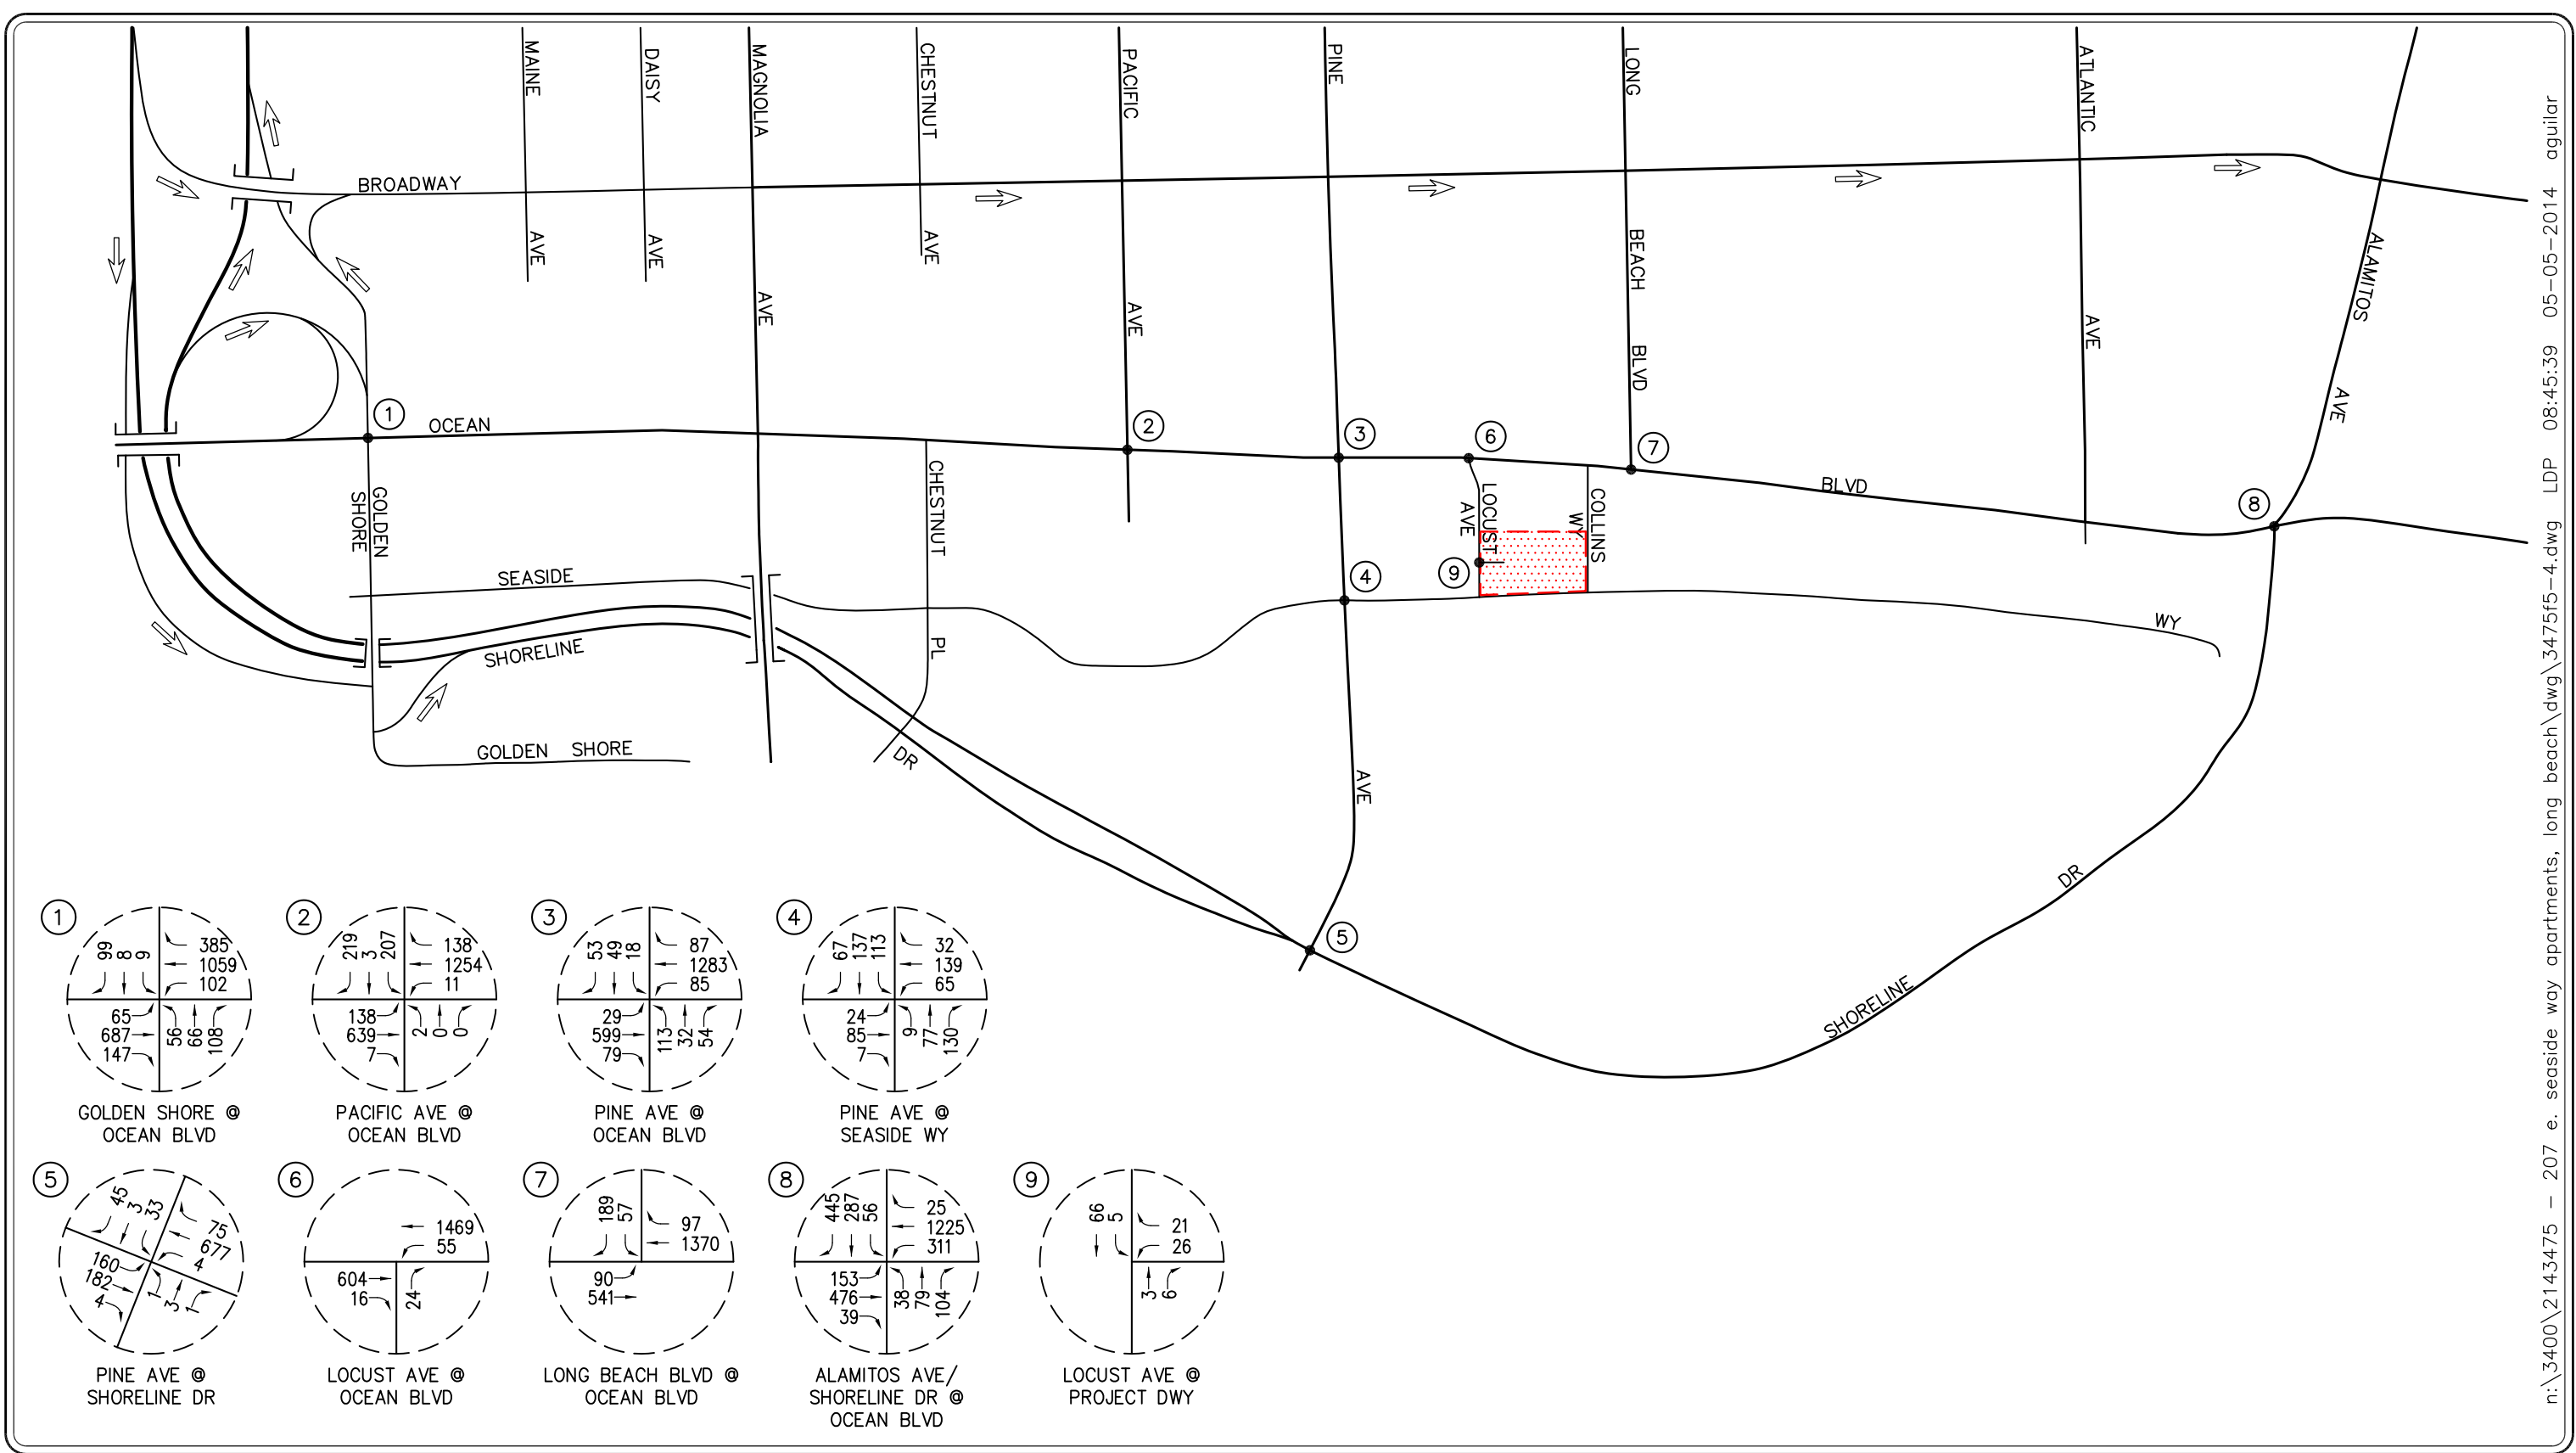 MAINE
AVE
DAISY
AVE
MAGNOLIA
AVE
CHESTNUT
AVE
PACIFIC
AVE
PINE
LONG
BEACH
BLVD
ATLANTIC
AVE
ALAMITOS
AVE
BROADWAY
1
OCEAN
2
3
6
7
BLVD
8
GOLDEN
SHORE
CHESTNUT
PL
LOCUST
AVE
COLLINS
WY
9
4
SEASIDE
WY
SHORELINE
DR
GOLDEN SHORE
AVE
5
SHORELINE
DR
1
99
8
9
385
1059
102
65
687
147
56
66
108
GOLDEN SHORE @
OCEAN BLVD
2
219
3
207
138
1254
11
138
639
7
2
0
0
PACIFIC AVE @
OCEAN BLVD
3
53
49
18
87
1283
85
29
599
79
113
32
54
PINE AVE @
OCEAN BLVD
4
67
137
113
32
139
65
24
85
7
9
77
130
PINE AVE @
SEASIDE WY
5
45
3
33
75
677
4
160
182
4
1
3
1
PINE AVE @
SHORELINE DR
6
1469
55
604
16
24
LOCUST AVE @
OCEAN BLVD
7
189
57
97
1370
90
541
LONG BEACH BLVD @
OCEAN BLVD
8
445
287
56
25
1225
311
153
476
39
38
79
104
ALAMITOS AVE/
SHORELINE DR @
OCEAN BLVD
9
66
5
21
26
3
6
LOCUST AVE @
PROJECT DWY
n:\3400\2143475 - 207 e. seaside way apartments, long beach\dwg\3475f5-4.dwg LDP 08:45:39 05-05-2014 aguilar